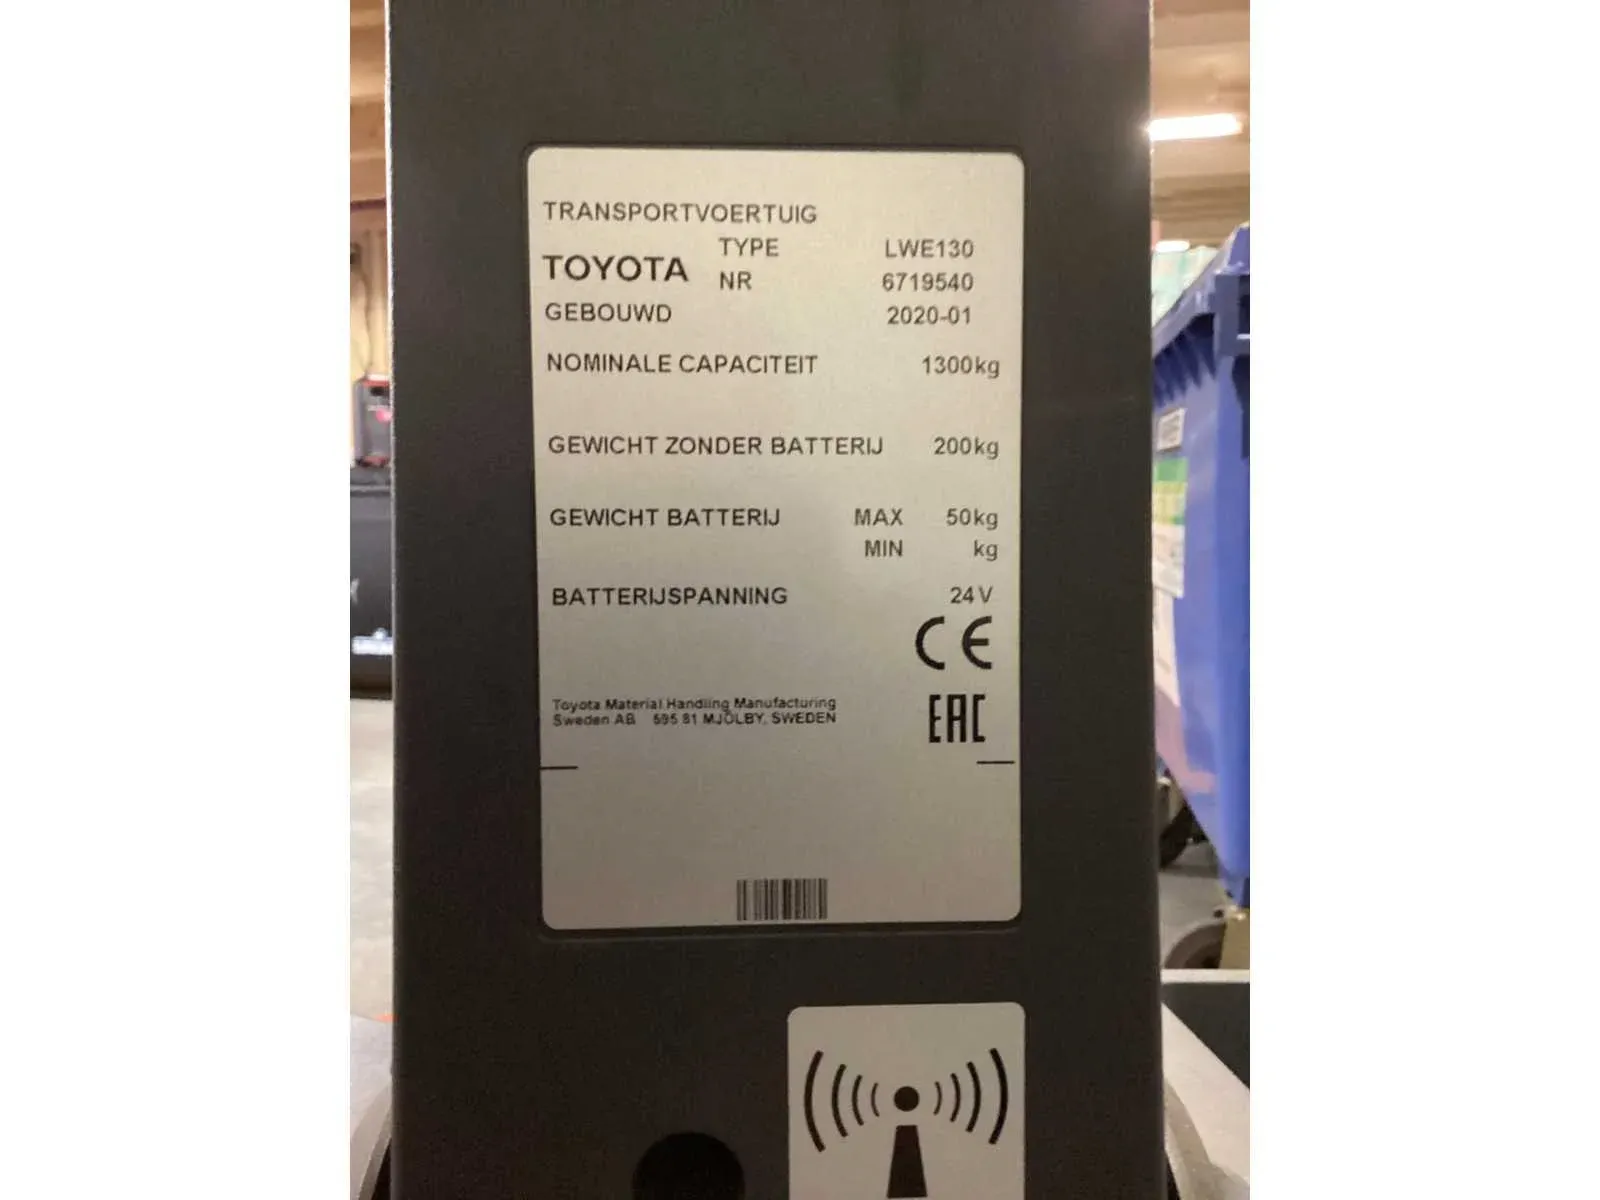 TRANSPORTVOERTUIG
TYPE LWE130
TOYOTA
NR 6719540
GEBOUWD 2020-01
NOMINALE CAPACITEIT 1300kg
GEWICHT ZONDER BATTERIJ 200kg
GEWICHT BATTERIJ MAX 50kg
MIN kg
BATTERIJSPANNING 24V
CE
Toyota Material Handling Manufacturing
Sweden AB 595 81 MJÖLBY, SWEDEN
EAC